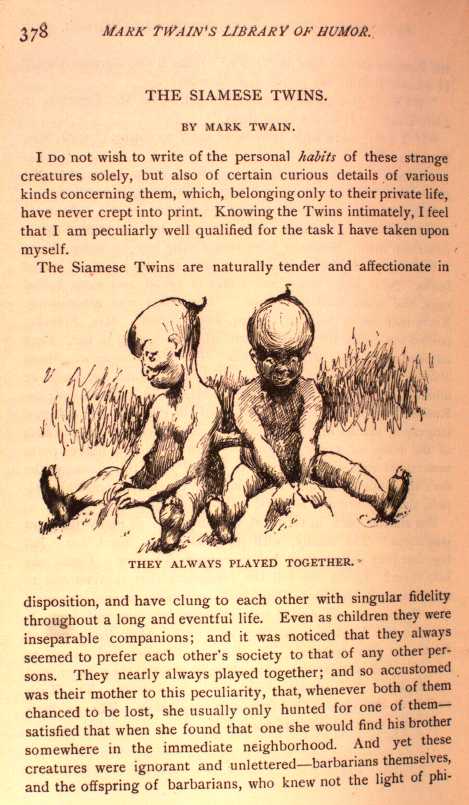 378
MARK TWAIN'S LIBRARY OF HUMOR.
THE SIAMESE TWINS.
BY MARK TWAIN.
I DO not wish to write of the personal habits of these strange
creatures solely, but also of certain curious details of various
kinds concerning them, which, belonging only to their private life,
have never crept into print. Knowing the Twins intimately, I feel
that I am peculiarly well qualified for the task I have taken upon
myself.
The Siamese Twins are naturally tender and affectionate in
THEY ALWAYS PLAYED TOGETHER.
disposition, and have clung to each other with singular fidelity
throughout a long and eventful life. Even as children they were
inseparable companions; and it was noticed that they always
seemed to prefer each other's society to that of any other per-
sons. They nearly always played together; and so accustomed
was their mother to this peculiarity, that, whenever both of them
chanced to be lost, she usually only hunted for one of them—
satisfied that when she found that one she would find his brother
somewhere in the immediate neighborhood. And yet these
creatures were ignorant and unlettered—barbarians themselves,
and the offspring of barbarians, who knew not the light of phi-